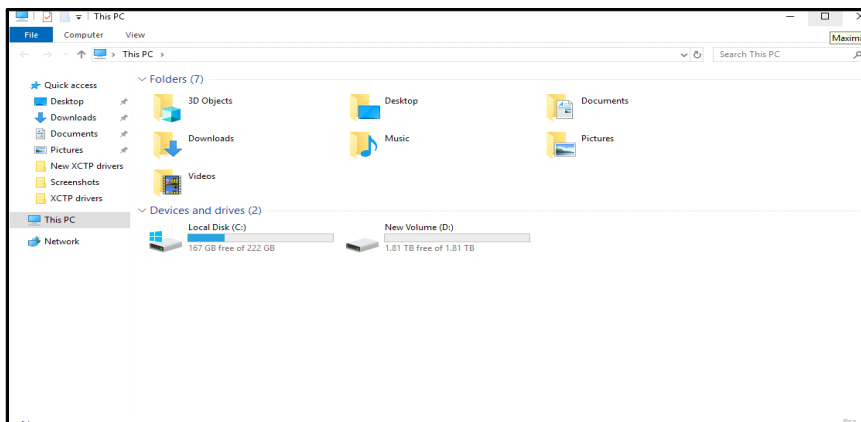 This PC
File Computer View
Maximi
This PC
Search This PC
Quick access
Desktop
Downloads
Documents
Pictures
New XCTP drivers
Screenshots
XCTP drivers
This PC
Network
Folders (7)
3D Objects Desktop Documents
Downloads Music Pictures
Videos
Devices and drives (2)
Local Disk (C:) New Volume (D:)
167 GB free of 222 GB 1.81 TB free of 1.81 TB